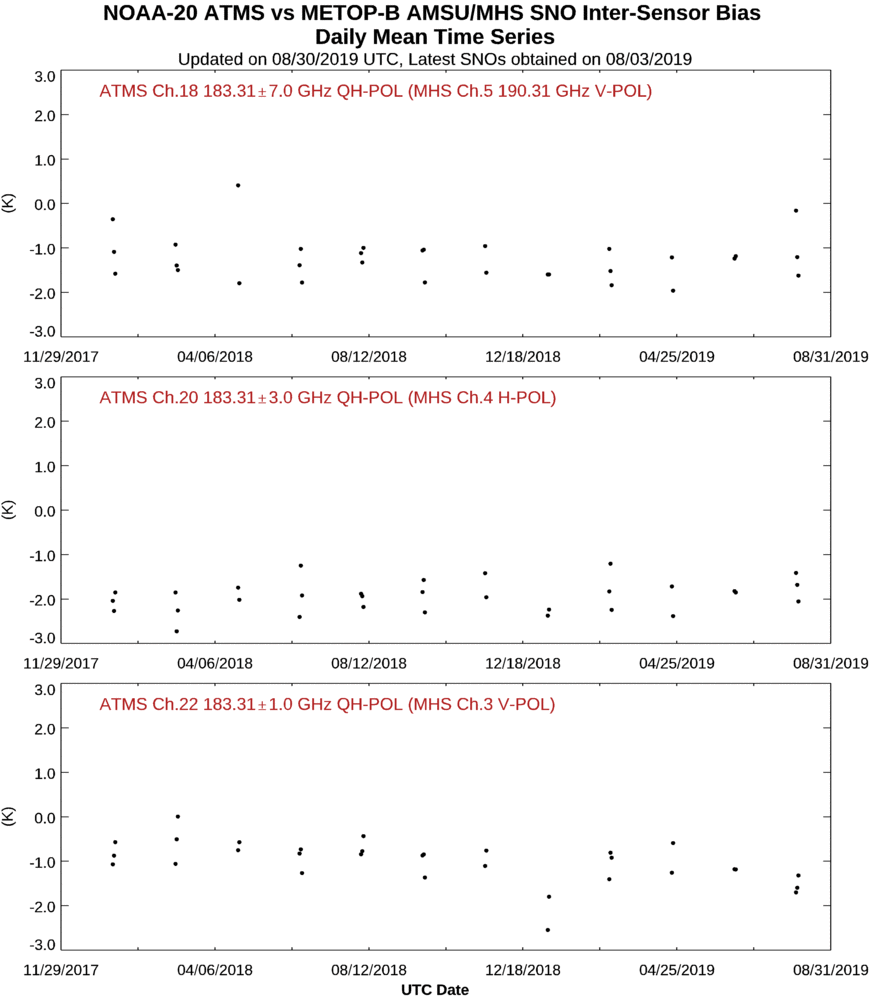 NOAA-20 ATMS vs METOP-B AMSU/MHS SNO Inter-Sensor Bias
Daily Mean Time Series
Updated on 08/30/2019 UTC, Latest SNOs obtained on 08/03/2019
3.0
ATMS Ch.18 183.31±7.0 GHz QH-POL (MHS Ch.5 190.31 GHz V-POL)
2.0
1.0
0.0
(K)
-1.0
-2.0
-3.0
11/29/2017 04/06/2018 08/12/2018 12/18/2018 04/25/2019 08/31/2019
3.0
ATMS Ch.20 183.31±3.0 GHz QH-POL (MHS Ch.4 H-POL)
2.0
1.0
0.0
(K)
-1.0
-2.0
-3.0
11/29/2017 04/06/2018 08/12/2018 12/18/2018 04/25/2019 08/31/2019
3.0
ATMS Ch.22 183.31±1.0 GHz QH-POL (MHS Ch.3 V-POL)
2.0
1.0
0.0
(K)
-1.0
-2.0
-3.0
11/29/2017 04/06/2018 08/12/2018 12/18/2018 04/25/2019 08/31/2019
UTC Date